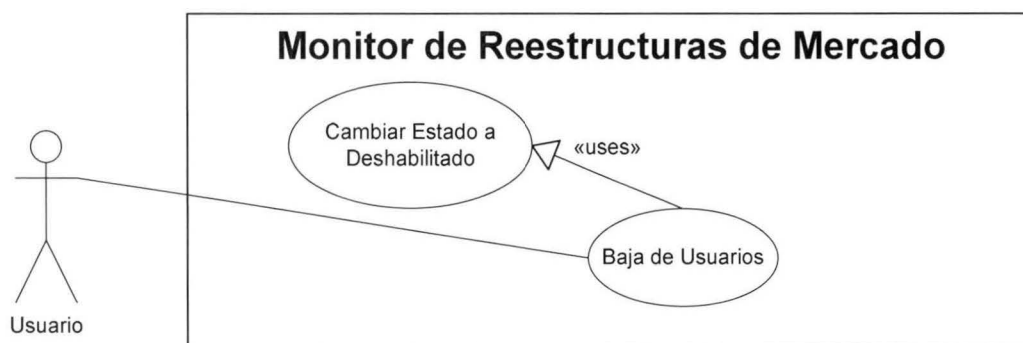 Monitor de Reestructuras de Mercado
Cambiar Estado a
Deshabilitado
«uses»
Baja de Usuarios
Usuario